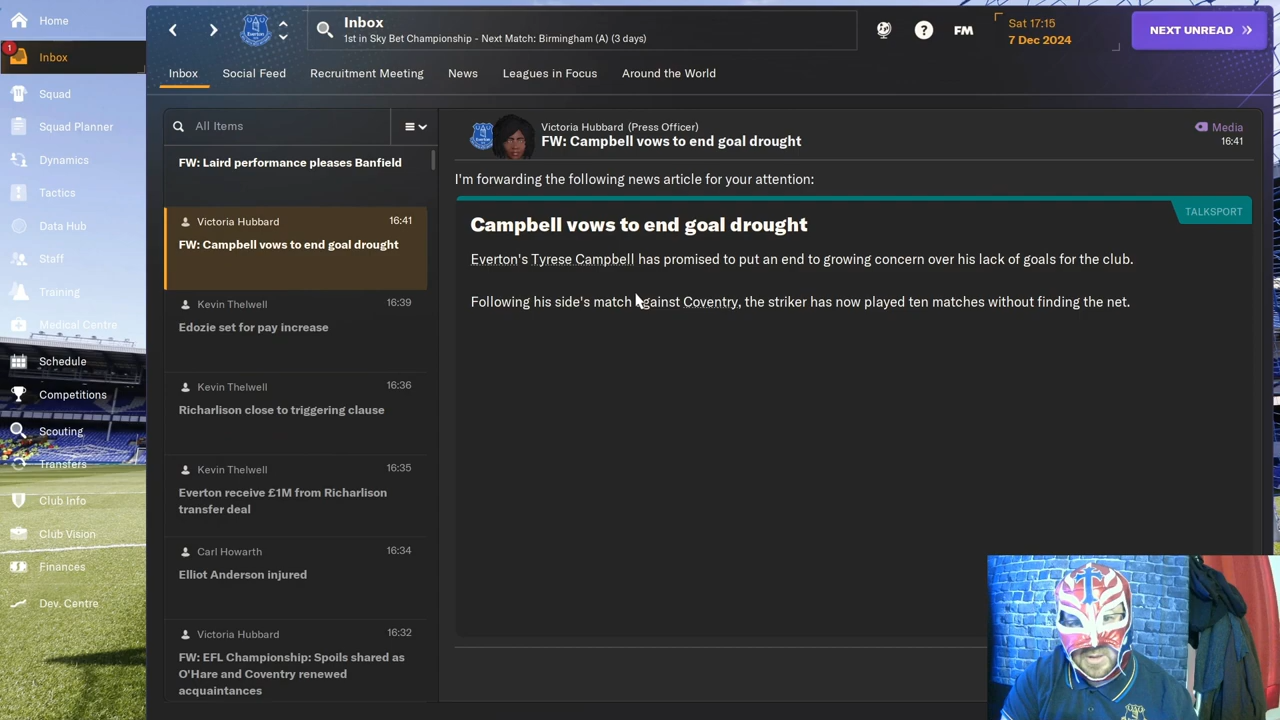 Home
1
Inbox
Squad
Squad Planner
Dynamics
Tactics
Data Hub
Staff
Training
Medical Centre
Schedule
Competitions
Scouting
Transfers
Club Info
Club Vision
Finances
Dev. Centre
Inbox
1st in Sky Bet Championship - Next Match: Birmingham (A) (3 days)
FM
Sat 17:15
7 Dec 2024
NEXT UNREAD
Inbox
Social Feed
Recruitment Meeting
News
Leagues in Focus
Around the World
All Items
FW: Laird performance pleases Banfield
Victoria Hubbard
16:41
FW: Campbell vows to end goal drought
Kevin Thelwell
16:39
Edozie set for pay increase
Kevin Thelwell
16:36
Richarlison close to triggering clause
Kevin Thelwell
16:35
Everton receive £1M from Richarlison
transfer deal
Carl Howarth
16:34
Elliot Anderson injured
Victoria Hubbard
16:32
FW: EFL Championship: Spoils shared as
O'Hare and Coventry renewed
acquaintances
Victoria Hubbard (Press Officer)
FW: Campbell vows to end goal drought
Media
16:41
I'm forwarding the following news article for your attention:
TALKSPORT
Campbell vows to end goal drought
Everton's Tyrese Campbell has promised to put an end to growing concern over his lack of goals for the club.
Following his side's match against Coventry, the striker has now played ten matches without finding the net.